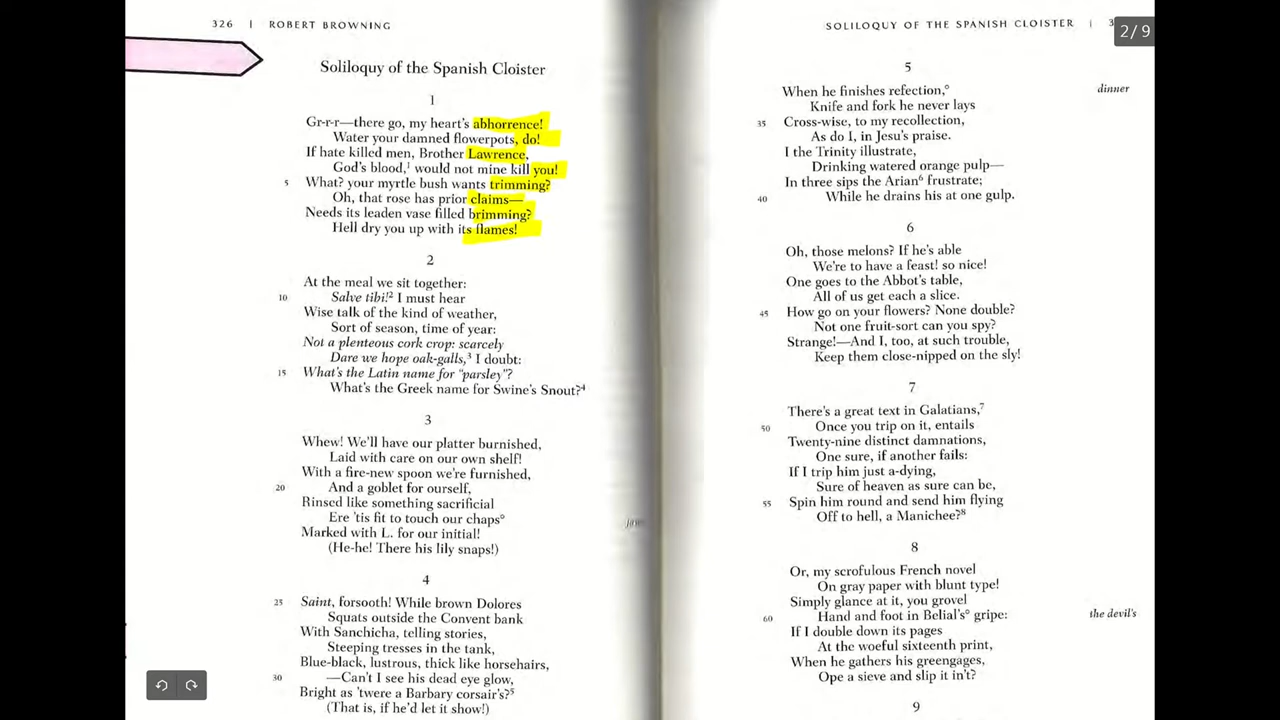 326 | ROBERT BROWNING
Soliloquy of the Spanish Cloister
1
Gr-r-r—there go, my heart's abhorrence!
Water your damned flowerpots, do!
If hate killed men, Brother Lawrence,
God's blood,¹ would not mine kill you!
5 What? your myrtle bush wants trimming?
Oh, that rose has prior claims—
Needs its leaden vase filled brimming?
Hell dry you up with its flames!
2
At the meal we sit together:
10 Salve tibi!² I must hear
Wise talk of the kind of weather,
Sort of season, time of year:
Not a plenteous cork crop: scarcely
Dare we hope oak-galls,³ I doubt:
15 What's the Latin name for "parsley"?
What's the Greek name for Swine's Snout?⁴
3
Whew! We'll have our platter burnished,
Laid with care on our own shelf!
With a fire-new spoon we're furnished,
20 And a goblet for ourself,
Rinsed like something sacrificial
Ere 'tis fit to touch our chaps° jaws
Marked with L. for our initial!
(He-he! There his lily snaps!)
4
25 Saint, forsooth! While brown Dolores
Squats outside the Convent bank
With Sanchicha, telling stories,
Steeping tresses in the tank,
Blue-black, lustrous, thick like horsehairs,
30 —Can't I see his dead eye glow,
Bright as 'twere a Barbary corsair's?⁵
(That is, if he'd let it show!)
SOLILOQUY OF THE SPANISH CLOISTER | 3
2/9
5
When he finishes refection,° dinner
Knife and fork he never lays
35 Cross-wise, to my recollection,
As do I, in Jesu's praise.
I the Trinity illustrate,
Drinking watered orange pulp—
In three sips the Arian⁶ frustrate;
40 While he drains his at one gulp.
6
Oh, those melons? If he's able
We're to have a feast! so nice!
One goes to the Abbot's table,
All of us get each a slice.
45 How go on your flowers? None double?
Not one fruit-sort can you spy?
Strange!—And I, too, at such trouble,
Keep them close-nipped on the sly!
7
There's a great text in Galatians,⁷
50 Once you trip on it, entails
Twenty-nine distinct damnations,
One sure, if another fails:
If I trip him just a-dying,
Sure of heaven as sure can be,
55 Spin him round and send him flying
Off to hell, a Manichee?⁸
8
Or, my scrofulous French novel
On gray paper with blunt type!
Simply glance at it, you grovel
60 Hand and foot in Belial's° gripe: the devil's
If I double down its pages
At the woeful sixteenth print,
When he gathers his greengages,
Ope a sieve and slip it in't?
9